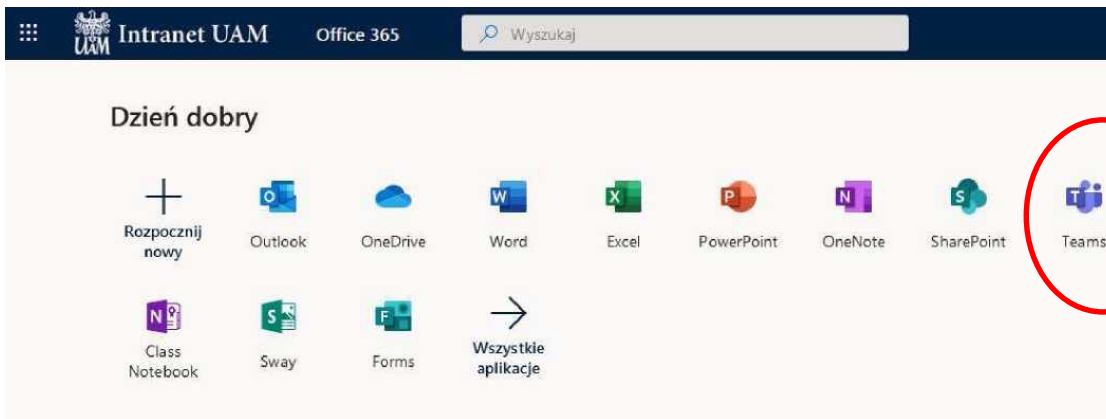 UAM Intranet UAM Office 365 Wyszukaj
Dzień dobry
Rozpocznij nowy
Outlook
OneDrive
Word
Excel
PowerPoint
OneNote
SharePoint
Teams
Class Notebook
Sway
Forms
Wszystkie aplikacje